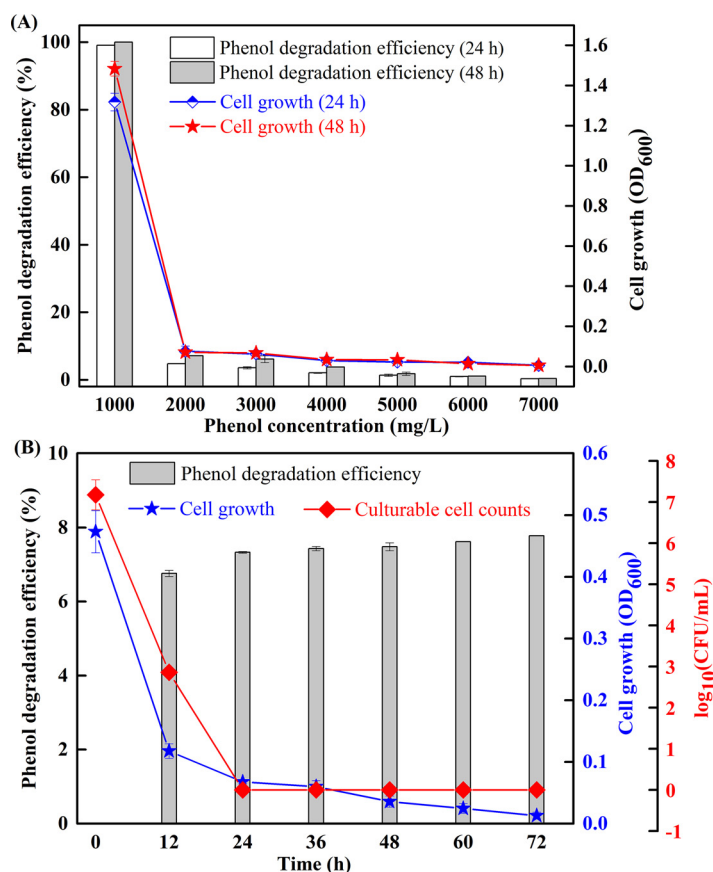 (A)
Phenol degradation efficiency (%)
100
80
60
40
20
0
Phenol degradation efficiency (24 h)
Phenol degradation efficiency (48 h)
Cell growth (24 h)
Cell growth (48 h)
1.6
1.4
1.2
1.0
0.8
0.6
0.4
0.2
0.0
Cell growth (OD600)
1000 2000 3000 4000 5000 6000 7000
Phenol concentration (mg/L)
(B)
Phenol degradation efficiency (%)
10
8
6
4
2
0
Phenol degradation efficiency
Cell growth
Culturable cell counts
0.6
0.5
0.4
0.3
0.2
0.1
0.0
Cell growth (OD600)
8
7
6
5
4
3
2
1
0
-1
log10(CFU/mL)
0 12 24 36 48 60 72
Time (h)